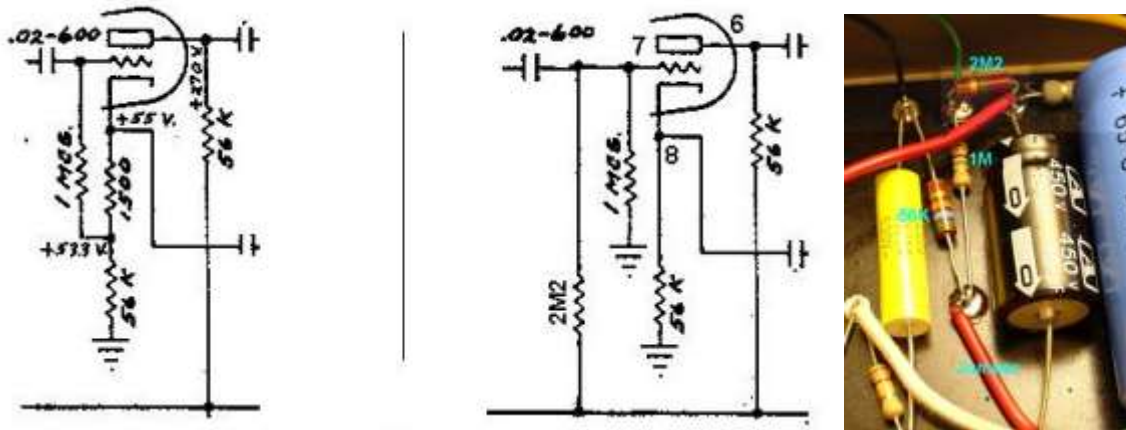 .02-600
+270 V.
+55 V.
56 K
1 MEG.
1500
+53.3 V.
56 K
.02-600
7
6
56 K
1 MEG.
8
2M2
56 K
2M2
1M
56K
450V
450V